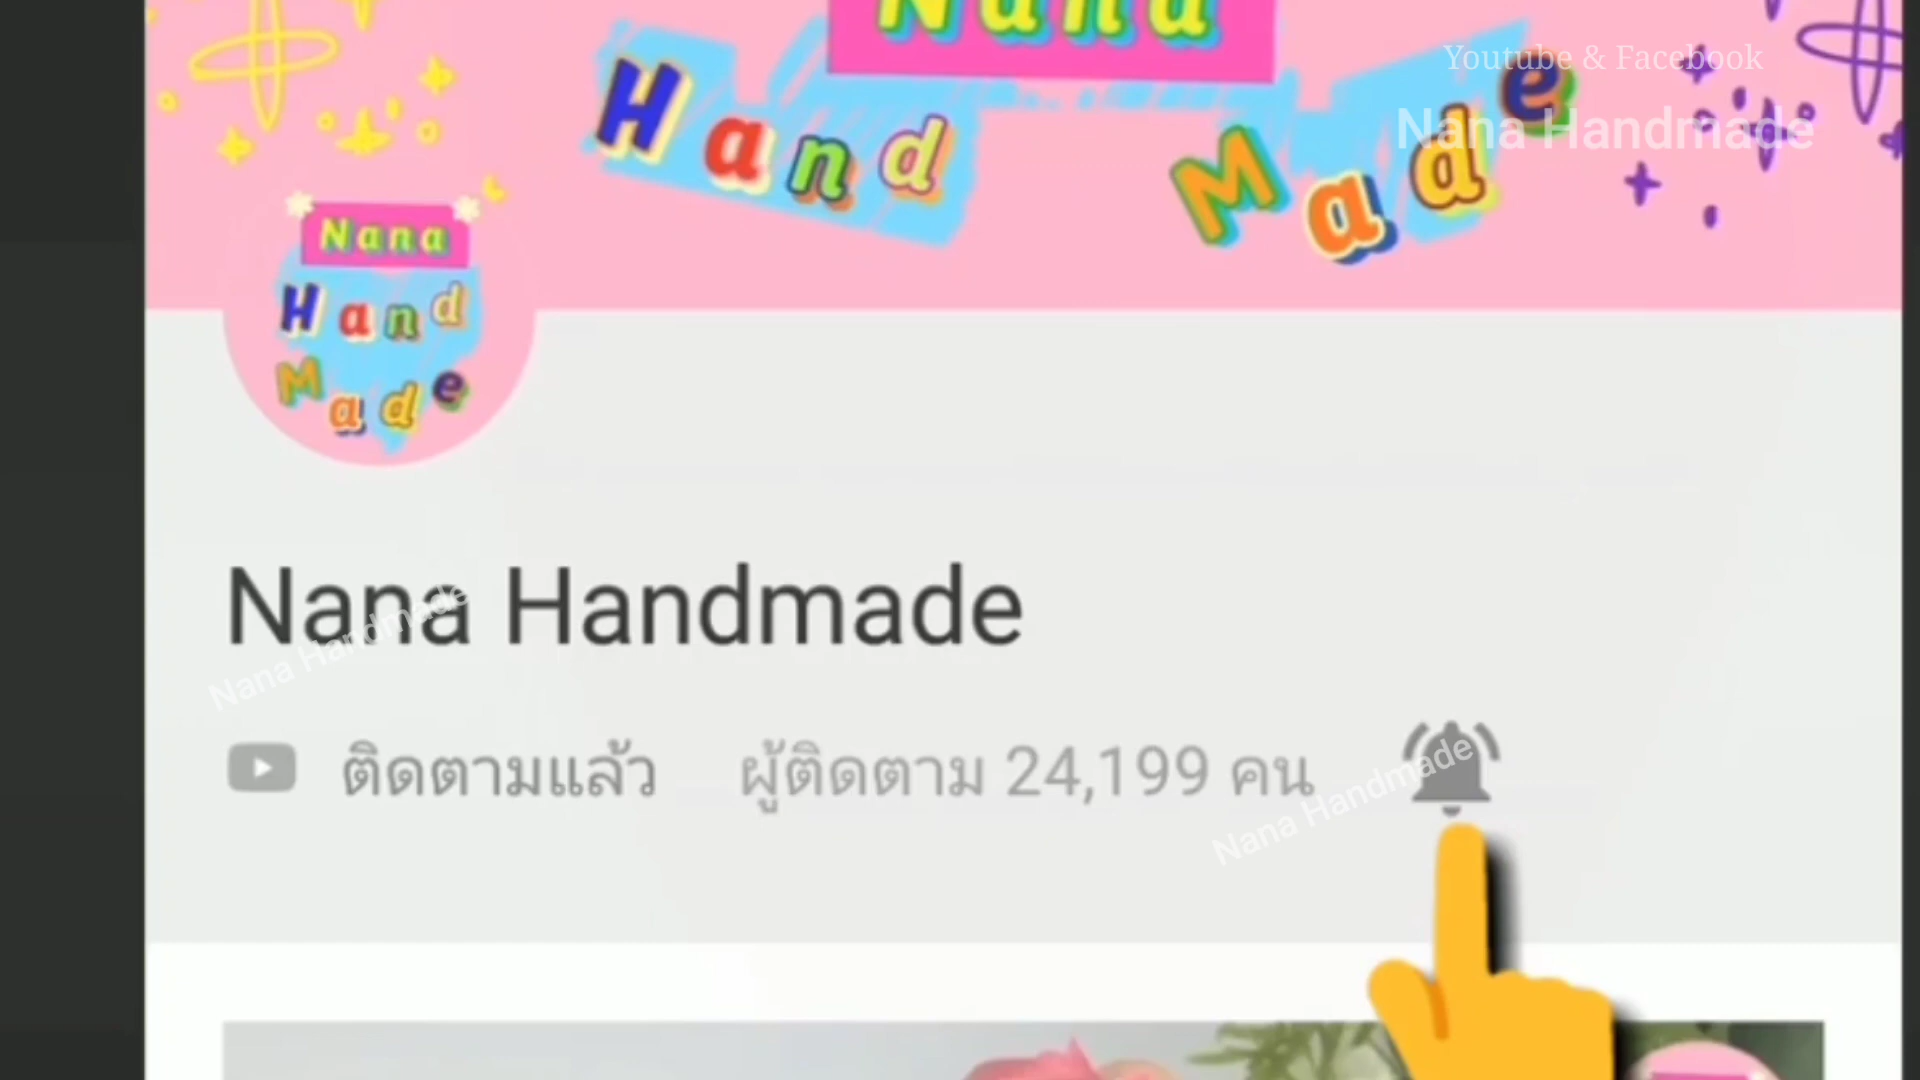 Nana
Hand Made
Youtube & Facebook
Nana Handmade
Nana
Hand
Made
Nana Handmade
Nana Handmade
ติดตามแล้ว ผู้ติดตาม 24,199 คน
Nana Handmade